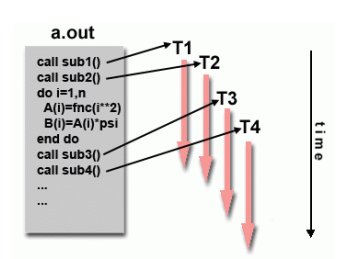 a.out
call sub1()
call sub2()
do i=1,n
A(i)=fnc(i**2)
B(i)=A(i)*psi
end do
call sub3()
call sub4()
...
...
T1
T2
T3
T4
time